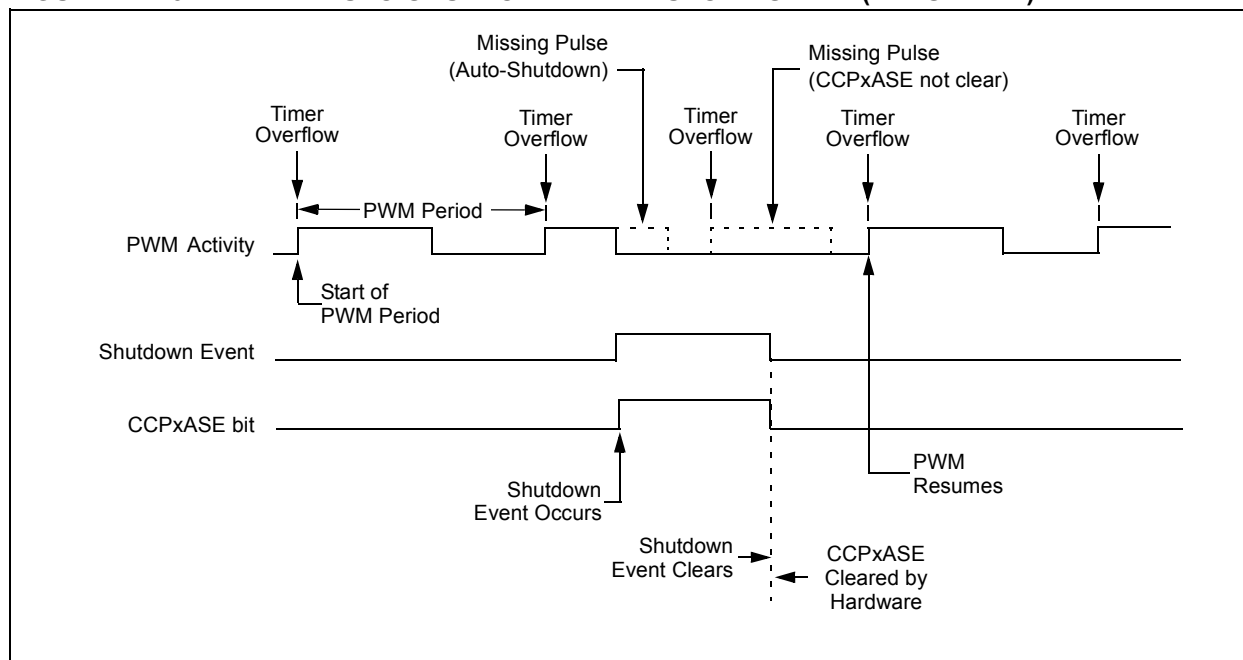 Missing Pulse
(Auto-Shutdown)
Missing Pulse
(CCPxASE not clear)
Timer
Overflow
Timer
Overflow
Timer
Overflow
Timer
Overflow
Timer
Overflow
PWM Period
PWM Activity
Start of
PWM Period
Shutdown Event
CCPxASE bit
Shutdown
Event Occurs
PWM
Resumes
Shutdown
Event Clears
CCPxASE
Cleared by
Hardware